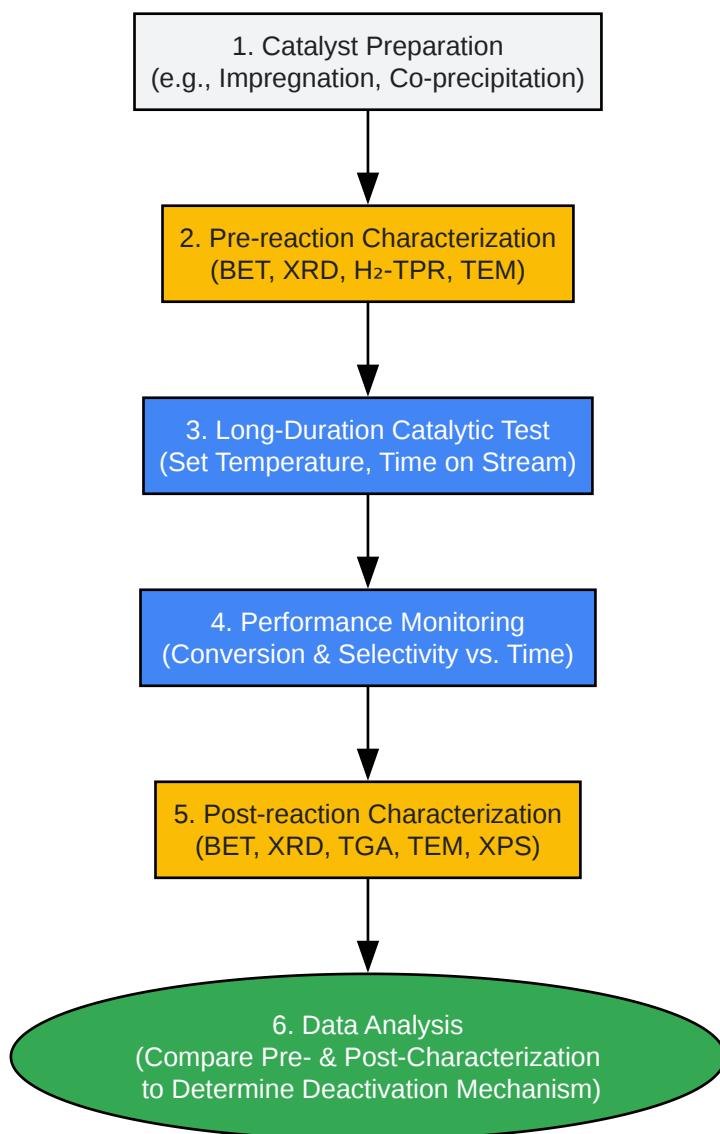 1. Catalyst Preparation
(e.g., Impregnation, Co-precipitation)
2. Pre-reaction Characterization
(BET, XRD, H₂-TPR, TEM)
3. Long-Duration Catalytic Test
(Set Temperature, Time on Stream)
4. Performance Monitoring
(Conversion & Selectivity vs. Time)
5. Post-reaction Characterization
(BET, XRD, TGA, TEM, XPS)
6. Data Analysis
(Compare Pre- & Post-Characterization
to Determine Deactivation Mechanism)